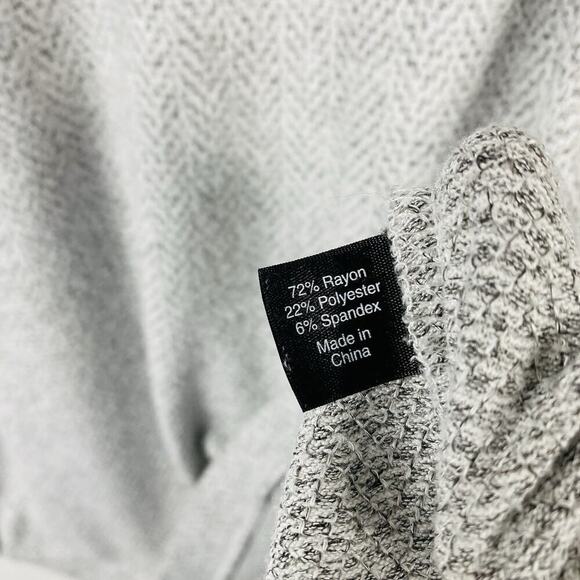 72% Rayon
22% Polyester
6% Spandex
Made in
China